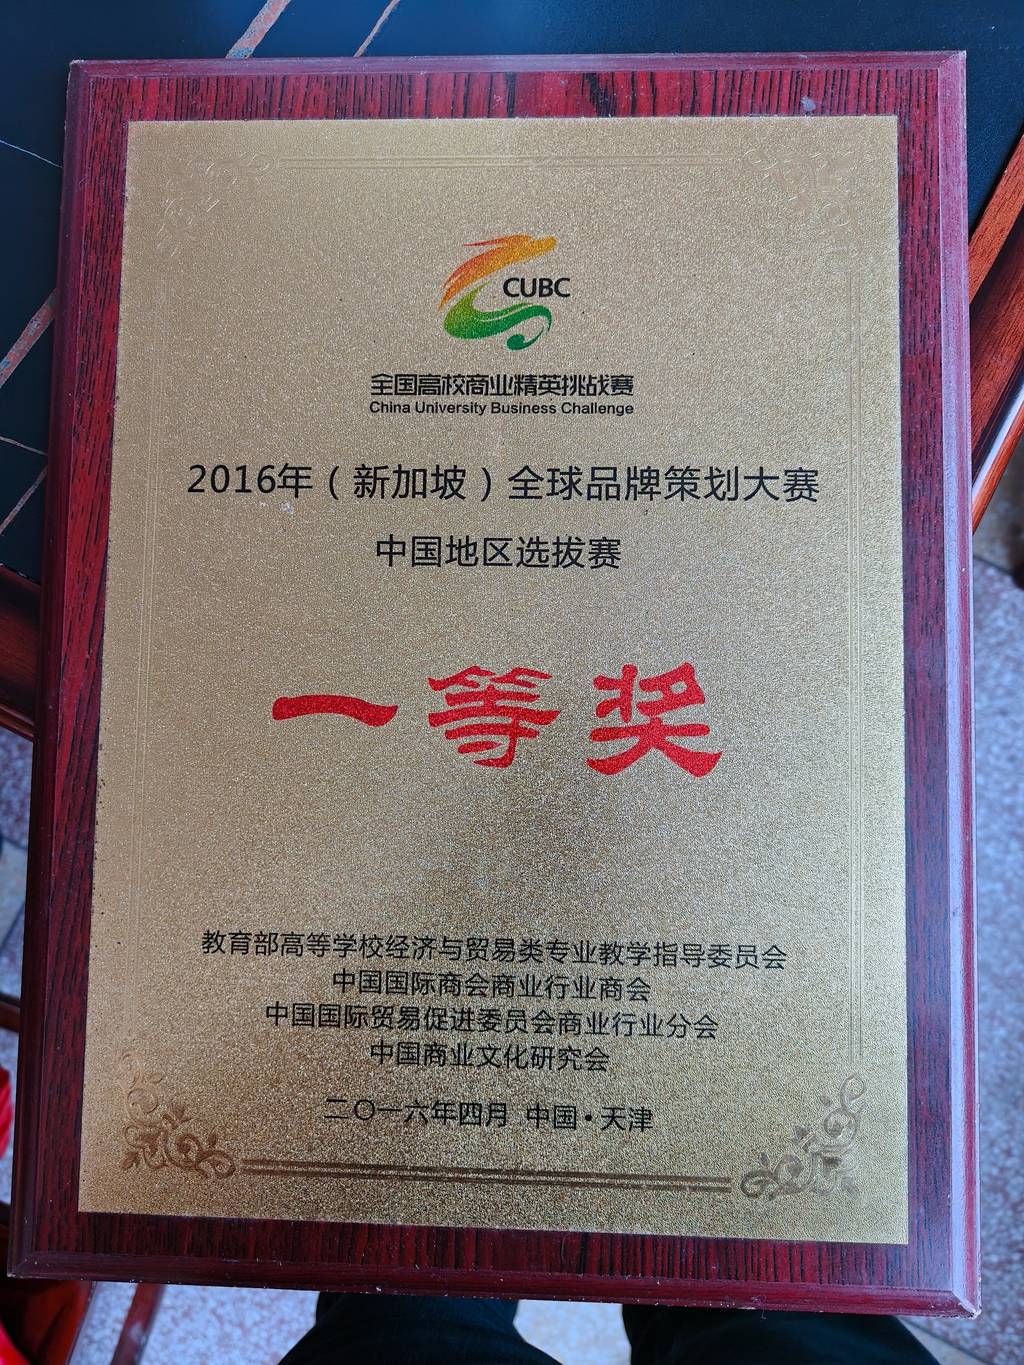 CUBC
全国高校商业精英挑战赛
China University Business Challenge
2016年（新加坡）全球品牌策划大赛
中国地区选拔赛
一等奖
教育部高等学校经济与贸易类专业教学指导委员会
中国国际商会商业行业商会
中国国际贸易促进委员会商业行业分会
中国商业文化研究会
二〇一六年四月 中国·天津